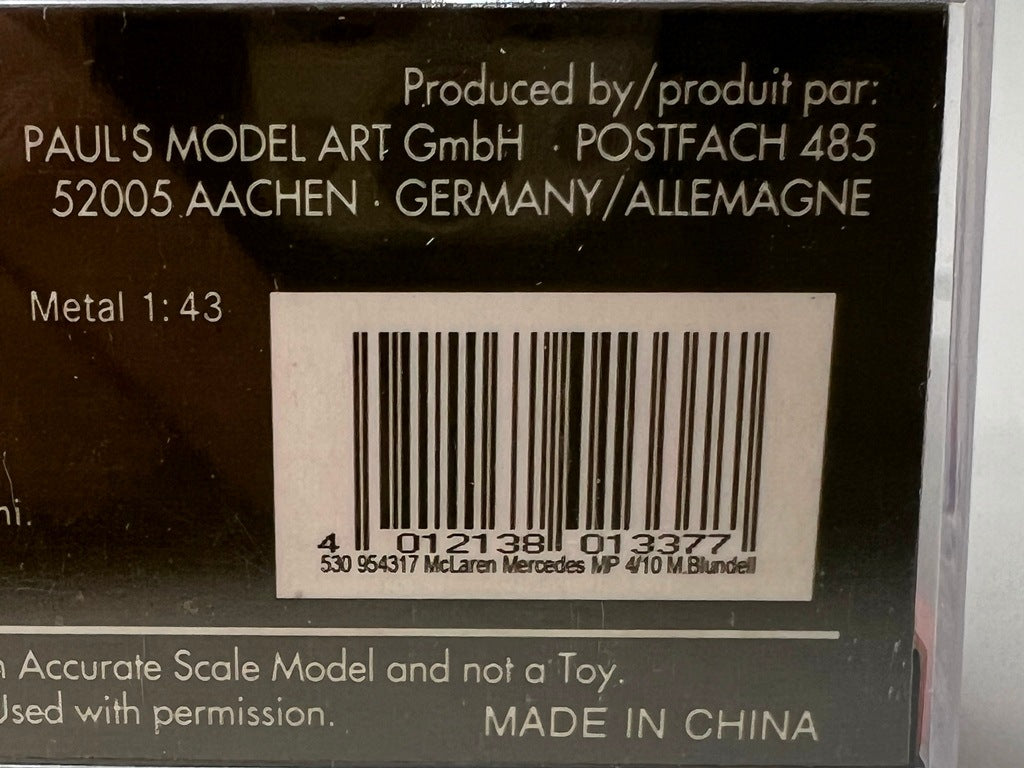 Produced by/produit par:
PAUL'S MODEL ART GmbH · POSTFACH 485
52005 AACHEN · GERMANY/ALLEMAGNE
Metal 1:43
4 012138 013377
530 954317 McLaren Mercedes MP 4/10 M.Blundell
Accurate Scale Model and not a Toy.
Used with permission.
MADE IN CHINA